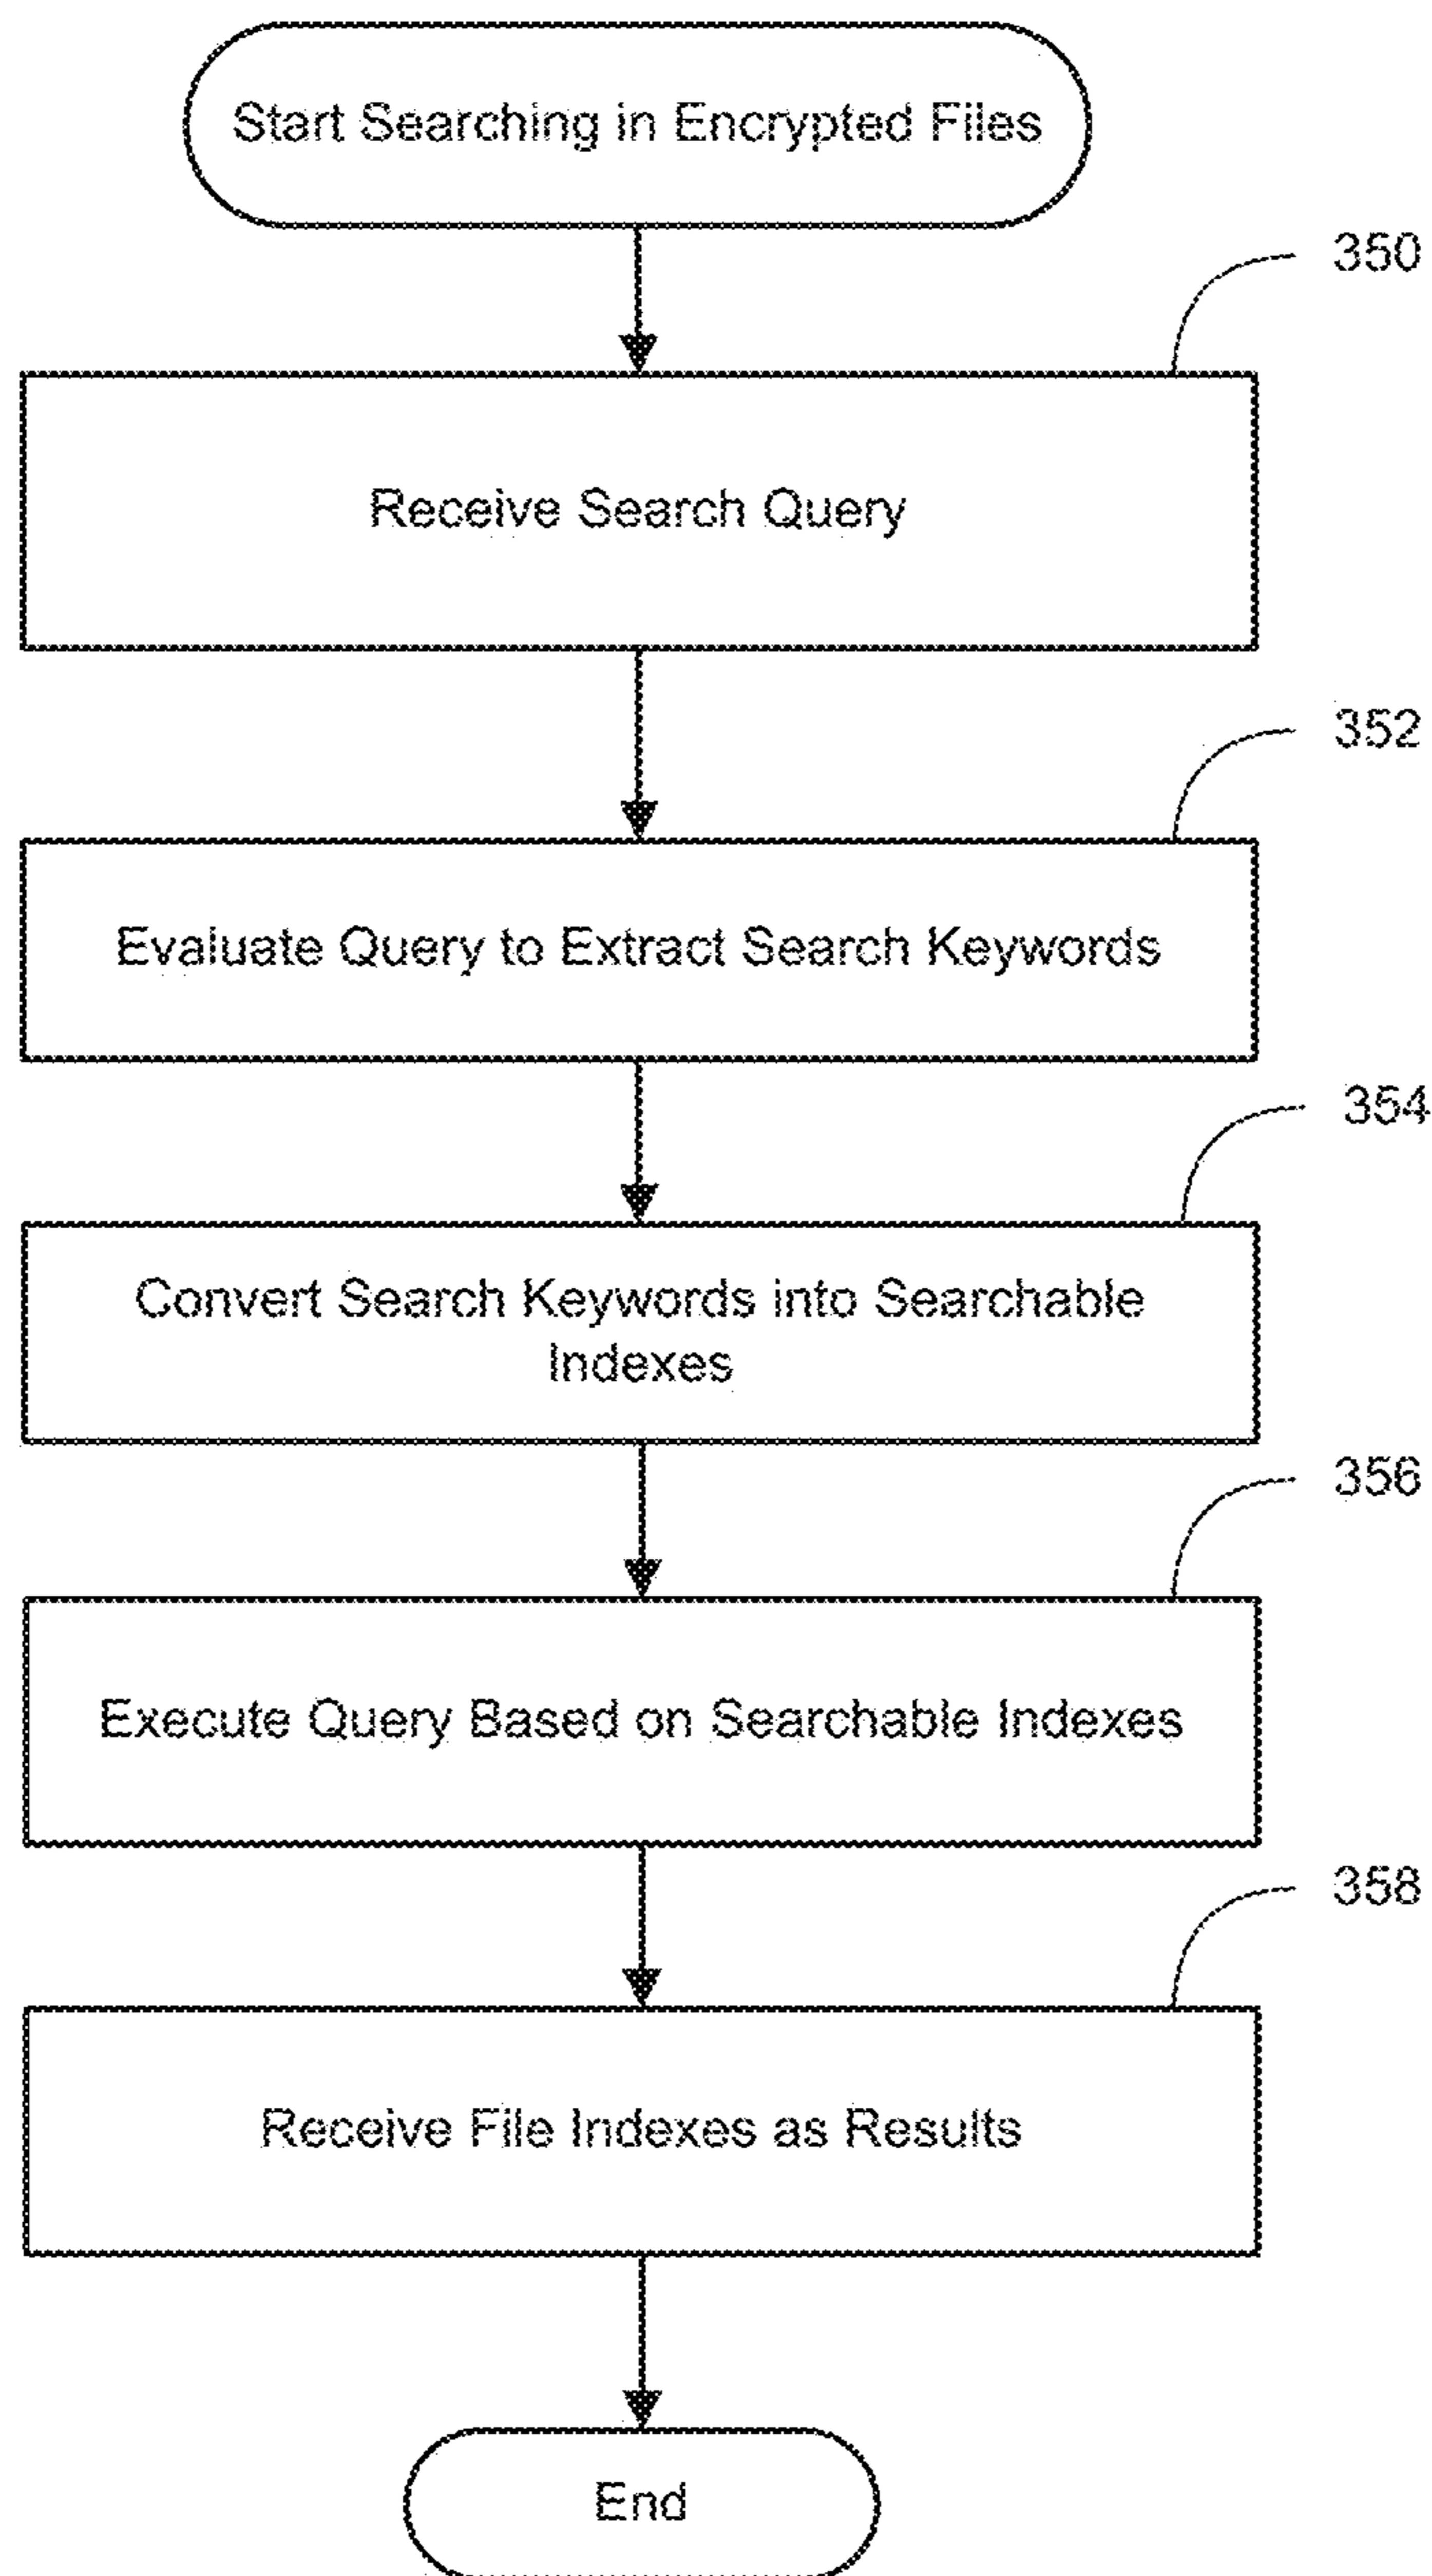 Start Searching in Encrypted Files
350
Receive Search Query
352
Evaluate Query to Extract Search Keywords
354
Convert Search Keywords into Searchable
Indexes
356
Execute Query Based on Searchable Indexes
358
Receive File Indexes as Results
End